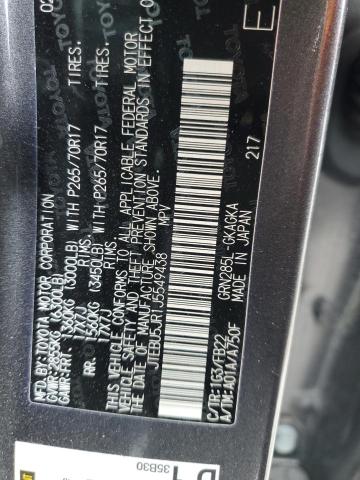 MFD. BY: TOYOTA MOTOR CORPORATION 02
GVWR: 2855KG (6300LB)
GAWR: FRT. 1360KG (3000LB) WITH P265/70R17 TIRES.
17X7J RIMS
RR. 1560KG (3450LB) WITH P265/70R17 TIRES.
17X7J RIMS
THIS VEHICLE CONFORMS TO ALL APPLICABLE FEDERAL MOTOR
VEHICLE SAFETY AND THEFT PREVENTION STANDARDS IN EFFECT
ON THE DATE OF MANUFACTURE SHOWN ABOVE.
JTEBU5JR1J5549438 MPV
217
E
C/TR: 1G3/FB22 GRN285L-GKAGKA
A/TM: A01A/A750F MADE IN JAPAN
TOYOTA
35B30